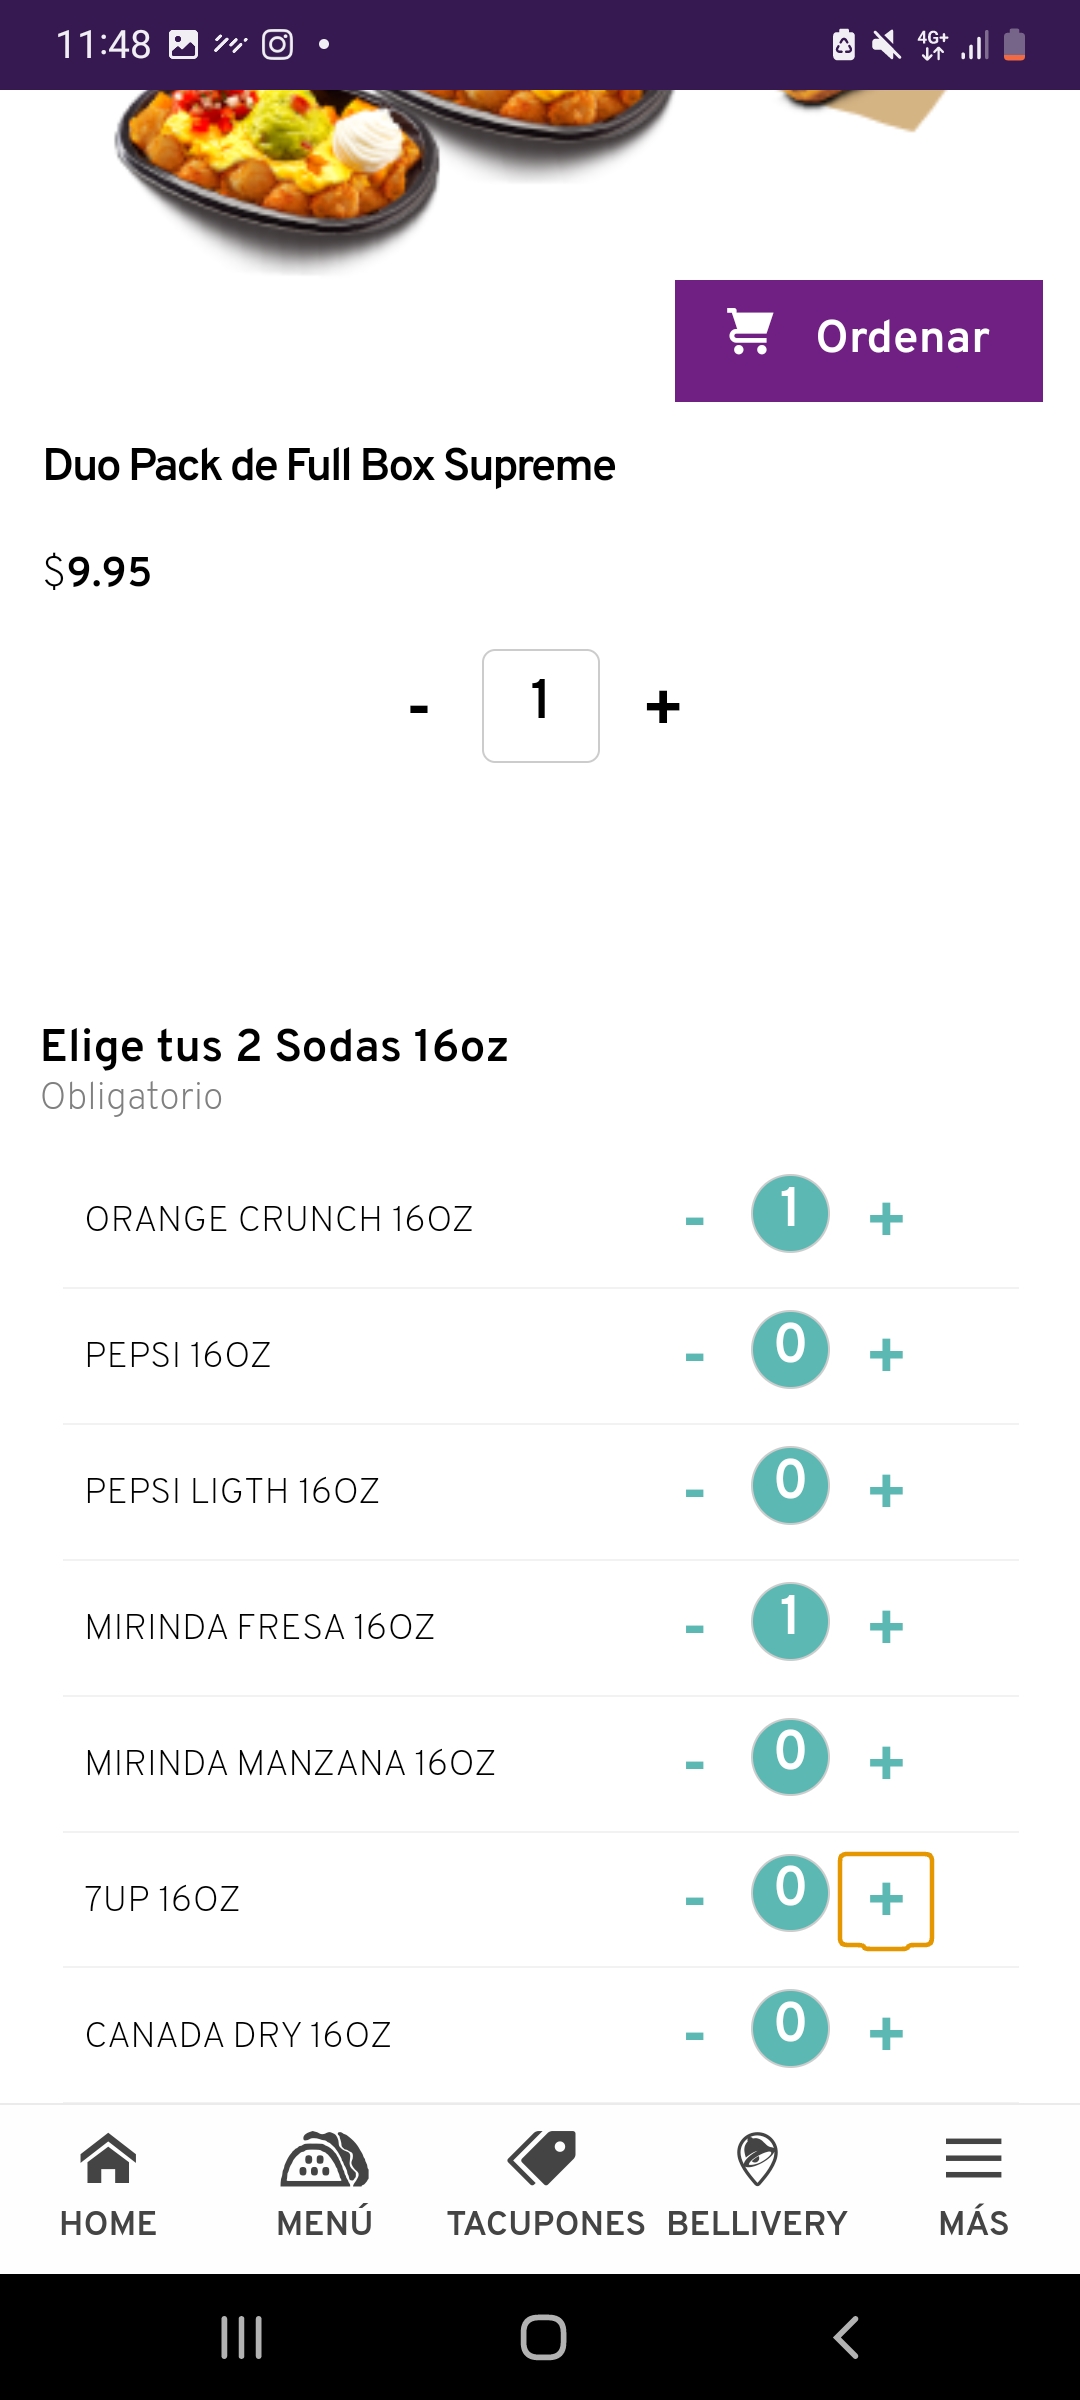 11:48
4G+
Ordenar
Duo Pack de Full Box Supreme
$9.95
- 1 +
Elige tus 2 Sodas 16oz
Obligatorio
ORANGE CRUNCH 16OZ - 1 +
PEPSI 16OZ - 0 +
PEPSI LIGTH 16OZ - 0 +
MIRINDA FRESA 16OZ - 1 +
MIRINDA MANZANA 16OZ - 0 +
7UP 16OZ - 0 +
CANADA DRY 16OZ - 0 +
HOME MENÚ TACUPONES BELLIVERY MÁS